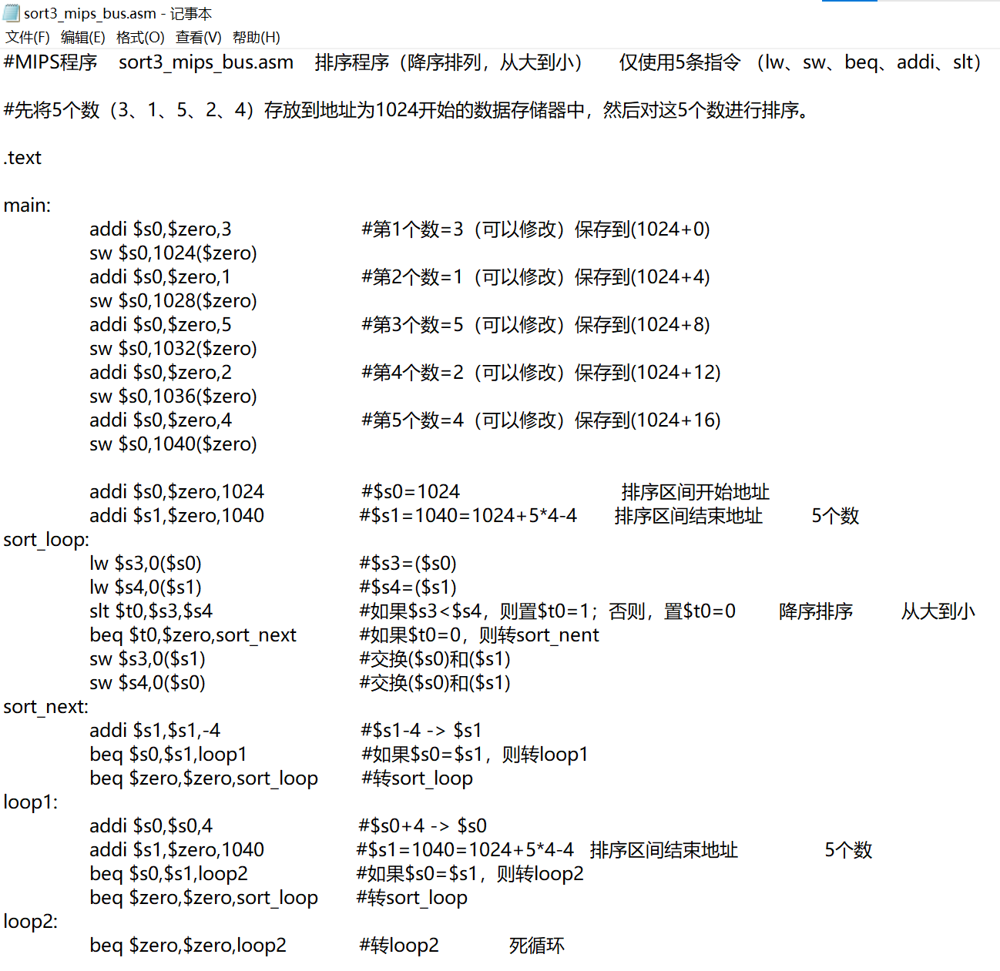 sort3_mips_bus.asm - 记事本
文件(F) 编辑(E) 格式(O) 查看(V) 帮助(H)
#MIPS程序 sort3_mips_bus.asm 排序程序（降序排列，从大到小） 仅使用5条指令 （lw、sw、beq、addi、slt）
#先将5个数（3、1、5、2、4）存放到地址为1024开始的数据存储器中，然后对这5个数进行排序。
.text
main:
addi $s0,$zero,3 #第1个数=3（可以修改）保存到(1024+0)
sw $s0,1024($zero)
addi $s0,$zero,1 #第2个数=1（可以修改）保存到(1024+4)
sw $s0,1028($zero)
addi $s0,$zero,5 #第3个数=5（可以修改）保存到(1024+8)
sw $s0,1032($zero)
addi $s0,$zero,2 #第4个数=2（可以修改）保存到(1024+12)
sw $s0,1036($zero)
addi $s0,$zero,4 #第5个数=4（可以修改）保存到(1024+16)
sw $s0,1040($zero)
addi $s0,$zero,1024 #$s0=1024 排序区间开始地址
addi $s1,$zero,1040 #$s1=1040=1024+5*4-4 排序区间结束地址 5个数
sort_loop:
lw $s3,0($s0) #$s3=($s0)
lw $s4,0($s1) #$s4=($s1)
slt $t0,$s3,$s4 #如果$s3<$s4，则置$t0=1；否则，置$t0=0 降序排序 从大到小
beq $t0,$zero,sort_next #如果$t0=0，则转sort_nent
sw $s3,0($s1) #交换($s0)和($s1)
sw $s4,0($s0) #交换($s0)和($s1)
sort_next:
addi $s1,$s1,-4 #$s1-4 -> $s1
beq $s0,$s1,loop1 #如果$s0=$s1，则转loop1
beq $zero,$zero,sort_loop #转sort_loop
loop1:
addi $s0,$s0,4 #$s0+4 -> $s0
addi $s1,$zero,1040 #$s1=1040=1024+5*4-4 排序区间结束地址 5个数
beq $s0,$s1,loop2 #如果$s0=$s1，则转loop2
beq $zero,$zero,sort_loop #转sort_loop
loop2:
beq $zero,$zero,loop2 #转loop2 死循环